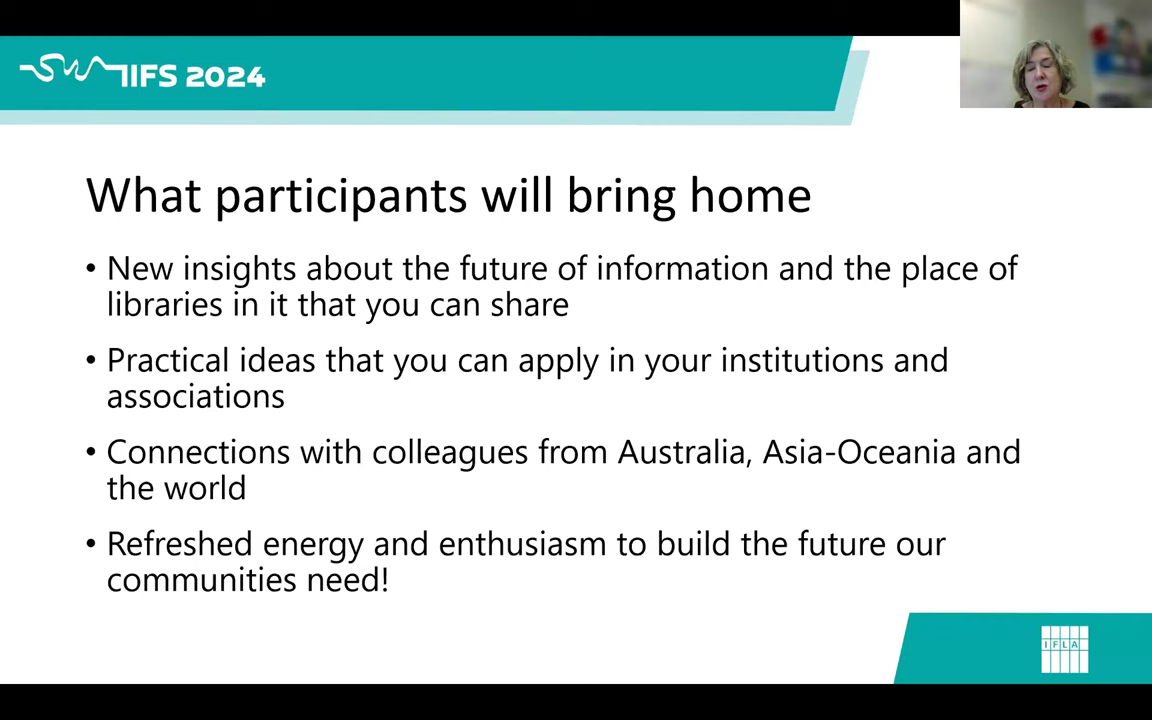 IIFS 2024
What participants will bring home
• New insights about the future of information and the place of
libraries in it that you can share
• Practical ideas that you can apply in your institutions and
associations
• Connections with colleagues from Australia, Asia-Oceania and
the world
• Refreshed energy and enthusiasm to build the future our
communities need!
IFLA